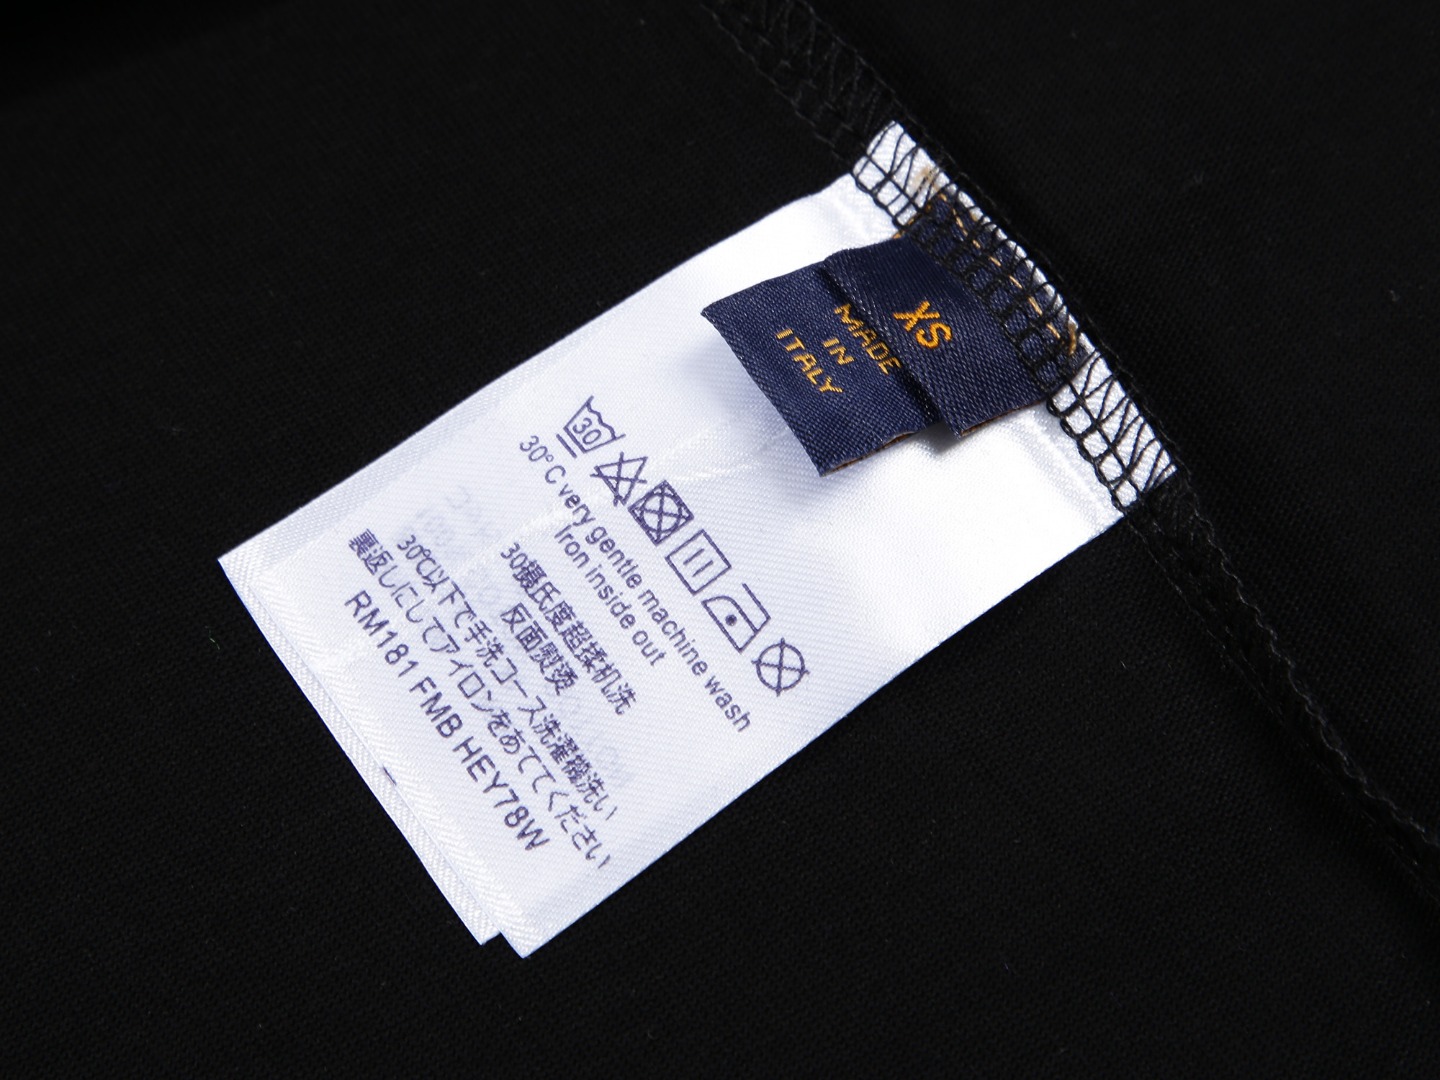 XS
MADE
IN
ITALY
30
30°C very gentle machine wash
Iron inside out
30摄氏度超揉机洗
反面熨烫
30℃以下で手洗コース洗濯機洗い
裏返しにしてアイロンをあててください
RM181 FMB HEY78W